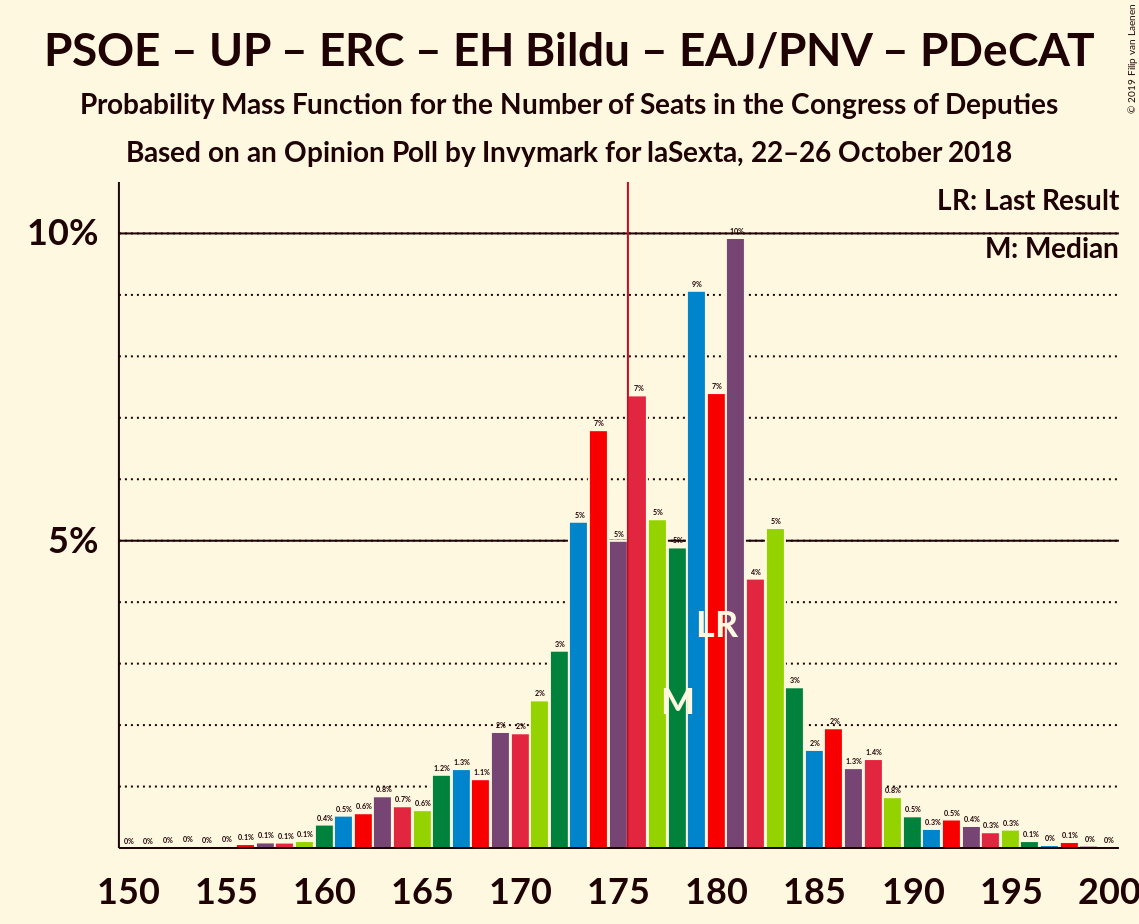 PSOE – UP – ERC – EH Bildu – EAJ/PNV – PDeCAT
Probability Mass Function for the Number of Seats in the Congress of Deputies
Based on an Opinion Poll by Invymark for laSexta, 22–26 October 2018
© 2019 Filip van Laenen
LR: Last Result
M: Median
10%
5%
0% 0% 0% 0% 0% 0% 0.1% 0.1% 0.1% 0.1% 0.4% 0.5% 0.6% 0.8% 0.7% 0.6% 1.2% 1.3% 1.1% 2% 2% 2% 3% 5% 7% 5% 7% 5% 5% 9% 7% 10% 4% 5% 3% 2% 2% 1.3% 1.4% 0.8% 0.5% 0.3% 0.5% 0.4% 0.3% 0.3% 0.1% 0% 0.1% 0% 0%
LR
M
150 155 160 165 170 175 180 185 190 195 200